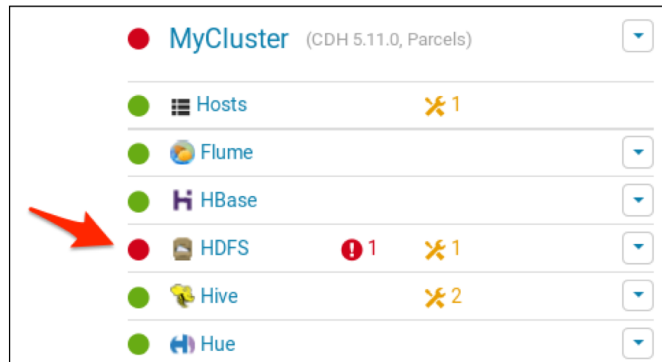 MyCluster (CDH 5.11.0, Parcels)
Hosts 1
Flume
HBase
HDFS 1 1
Hive 2
Hue